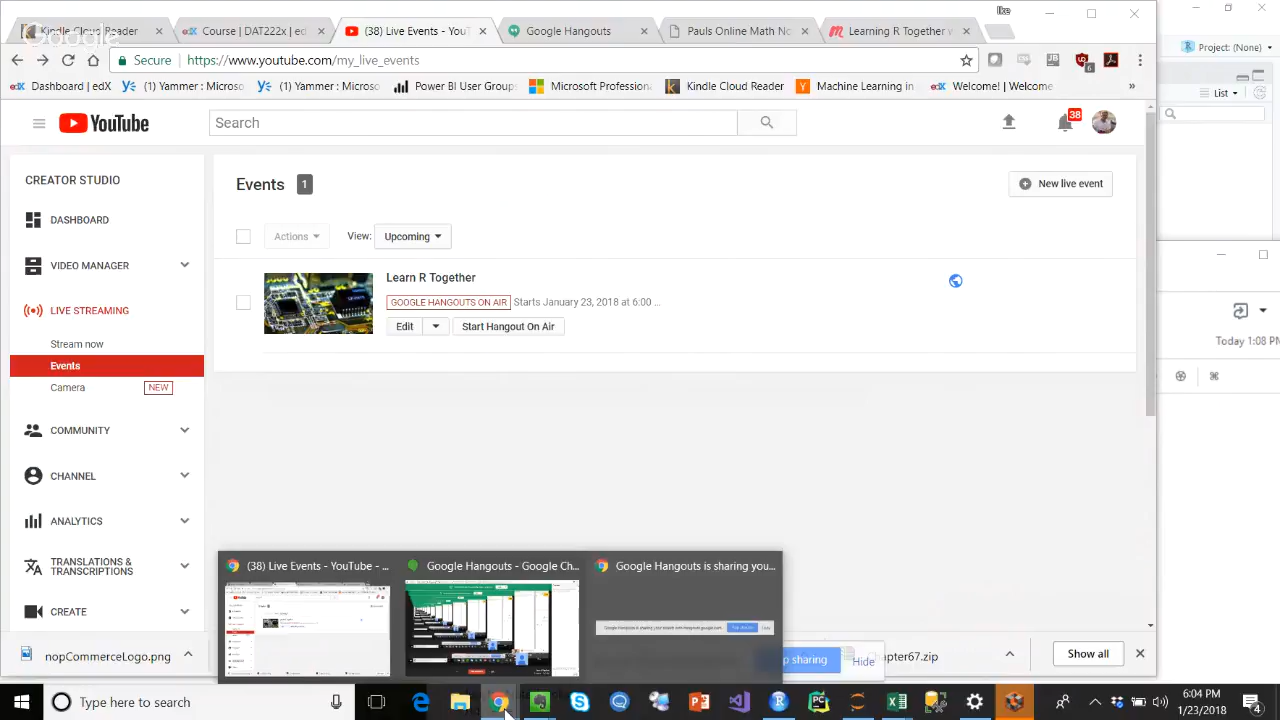 Ike
Kindle Cloud Reader
Course | DAT222x | Ed
(38) Live Events - YouT
Google Hangouts
Pauls Online Math No
Learning R Together w
Google
Project: (None)
Secure
https://www.youtube.com/my_live_events
6
List
Dashboard | edX
(1) Yammer : Microso
(1) Yammer : Microso
Power BI User Group
Microsoft Profession
Kindle Cloud Reader
Machine Learning in
Welcome! | Welcome
»
YouTube
Search
38
CREATOR STUDIO
Events 1
New live event
DASHBOARD
Actions
View:
Upcoming
VIDEO MANAGER
Learn R Together
GOOGLE HANGOUTS ON AIR
Starts January 23, 2018 at 6:00 ...
LIVE STREAMING
Edit
Start Hangout On Air
Today 1:08 PM
Stream now
Events
Camera
NEW
COMMUNITY
CHANNEL
ANALYTICS
TRANSLATIONS &
TRANSCRIPTIONS
(38) Live Events - YouTube - ...
Google Hangouts - Google Ch...
Google Hangouts is sharing you...
CREATE
nopCommerceLogo.png
p sharing
Hide
Show all
Type here to search
6:04 PM
1/23/2018